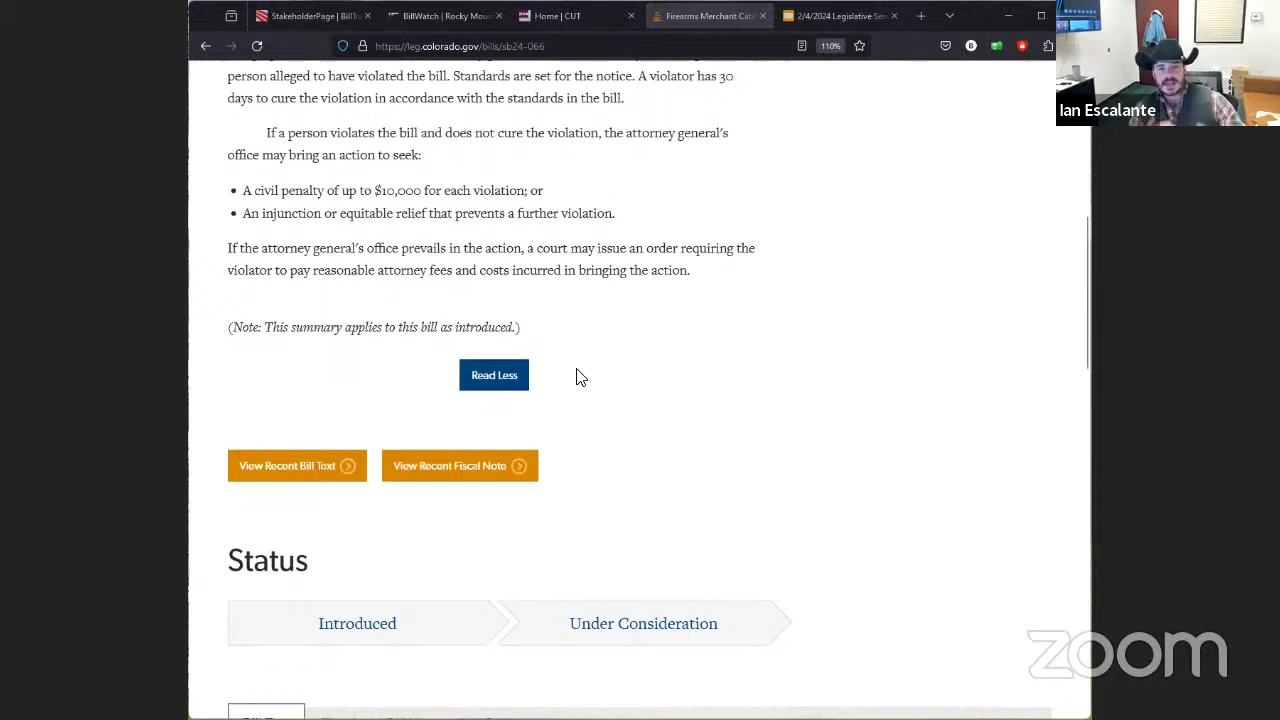 StakeholderPage | BillTra
BillWatch | Rocky Mou
Home | CUT
Firearms Merchant Cat
2/4/2024 Legislative Se
https://leg.colorado.gov/bills/sb24-066
110%
person alleged to have violated the bill. Standards are set for the notice. A violator has 30
days to cure the violation in accordance with the standards in the bill.
If a person violates the bill and does not cure the violation, the attorney general's
office may bring an action to seek:
• A civil penalty of up to $10,000 for each violation; or
• An injunction or equitable relief that prevents a further violation.
If the attorney general's office prevails in the action, a court may issue an order requiring the
violator to pay reasonable attorney fees and costs incurred in bringing the action.
(Note: This summary applies to this bill as introduced.)
Read Less
View Recent Bill Text
View Recent Fiscal Note
Status
Introduced
Under Consideration
Ian Escalante
zoom